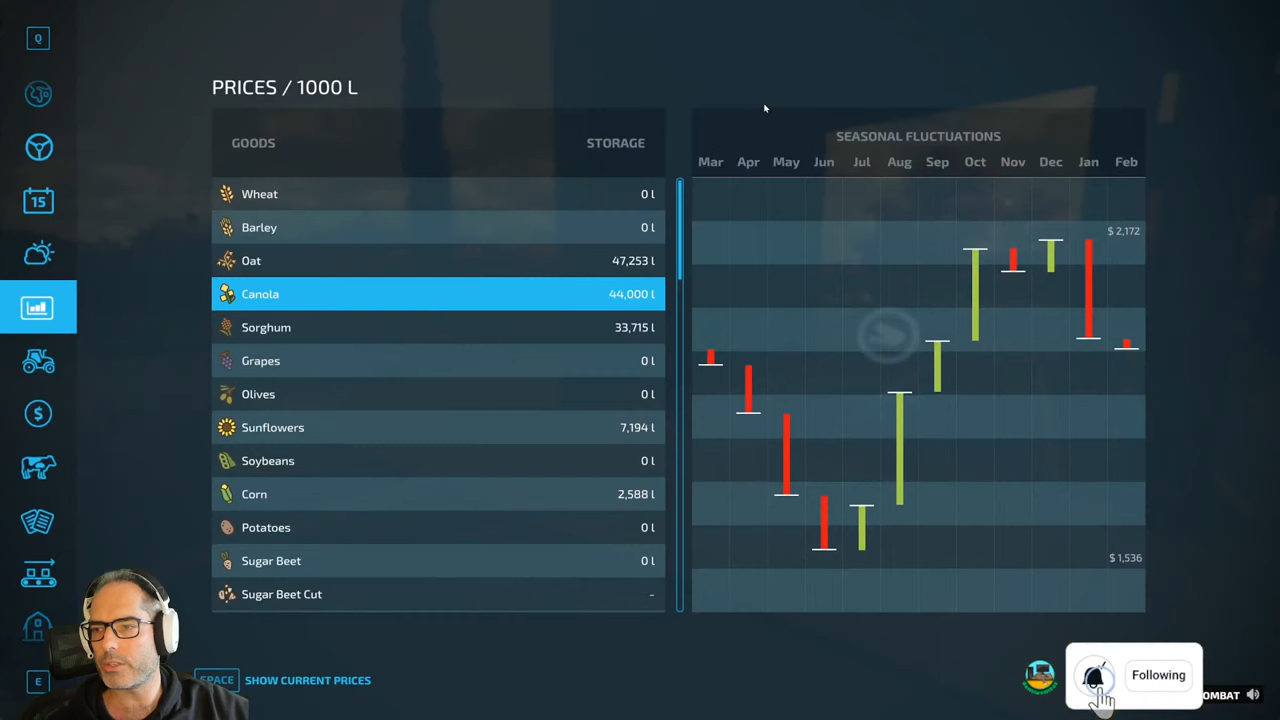 Q
PRICES / 1000 L
GOODS STORAGE
SEASONAL FLUCTUATIONS
Mar Apr May Jun Jul Aug Sep Oct Nov Dec Jan Feb
15
Wheat 0 l
Barley 0 l
$ 2,172
Oat 47,253 l
Canola 44,000 l
Sorghum 33,715 l
Grapes 0 l
Olives 0 l
$
Sunflowers 7,194 l
Soybeans 0 l
Corn 2,588 l
Potatoes 0 l
Sugar Beet 0 l
$ 1,536
Sugar Beet Cut -
E
SPACE SHOW CURRENT PRICES
Following
OMBAT